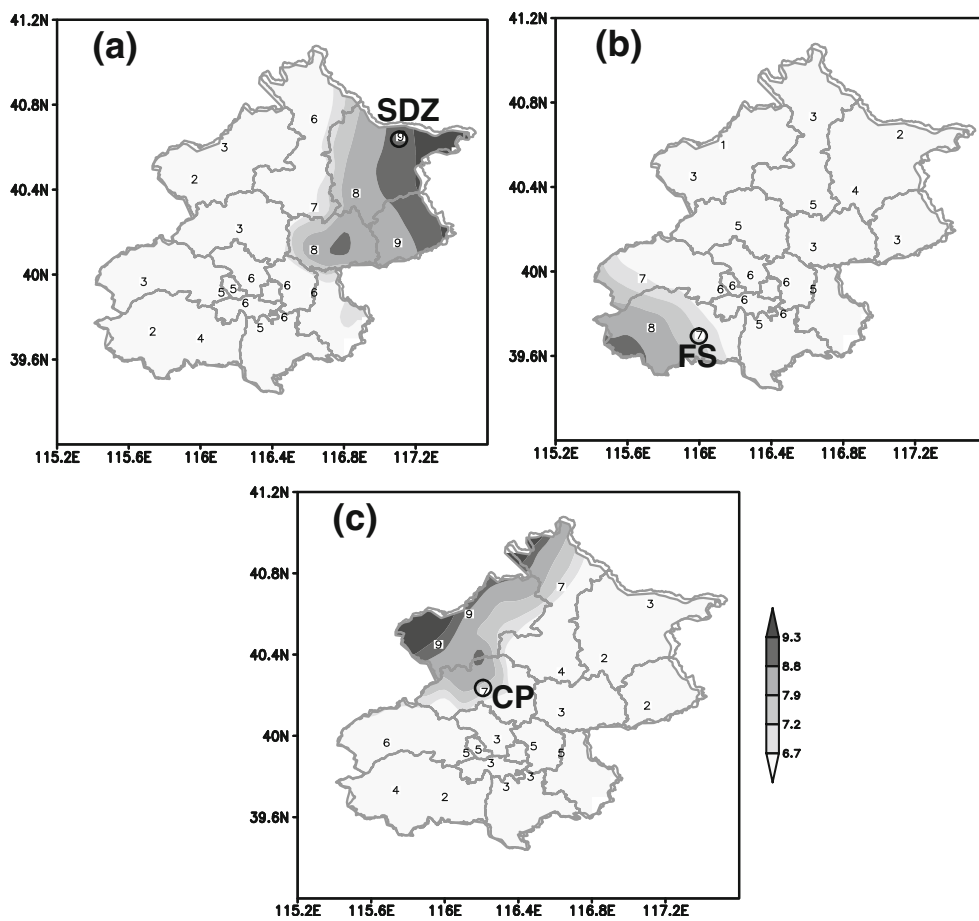 41.2N
(a)
SDZ
40.8N
6
9
3
2
40.4N
8
7
3
8
9
40N
3
6
5 5 6 6
6
2 4 5 6
39.6N
115.2E 115.6E 116E 116.4E 116.8E 117.2E
41.2N
(b)
40.8N
3
2
1
3
40.4N
4
5
5
3 3
40N
7
6 6
6 6 5
6
6
8 7 5
FS
39.6N
115.2E 115.6E 116E 116.4E 116.8E 117.2E
41.2N
(c)
40.8N
7
3
9
9
40.4N
2
4
7 CP
3 2
40N
6
3
5 5 5 5
3
3
4 2 3
39.6N
115.2E 115.6E 116E 116.4E 116.8E 117.2E
9.3
8.8
7.9
7.2
6.7